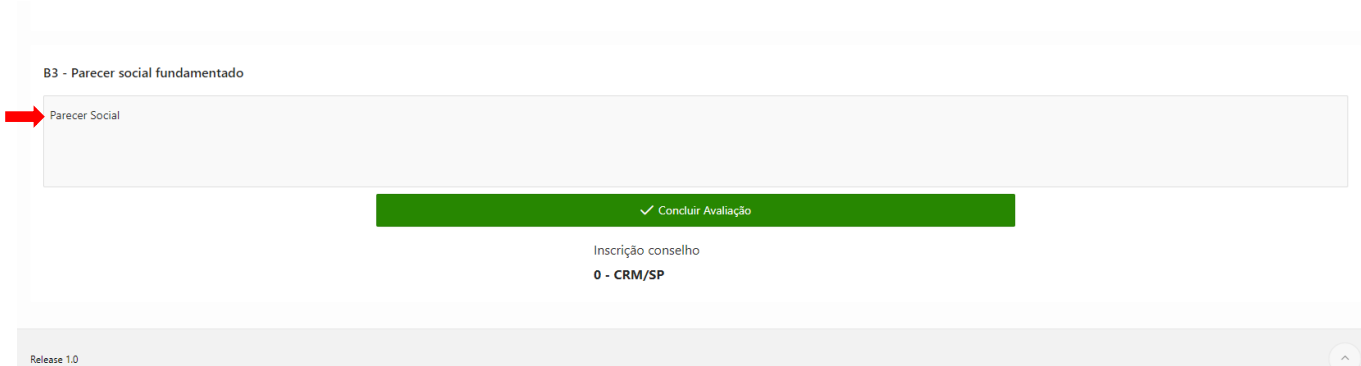 B3 - Parecer social fundamentado
Parecer Social
Concluir Avaliação
Inscrição conselho
0 - CRM/SP
Release 1.0